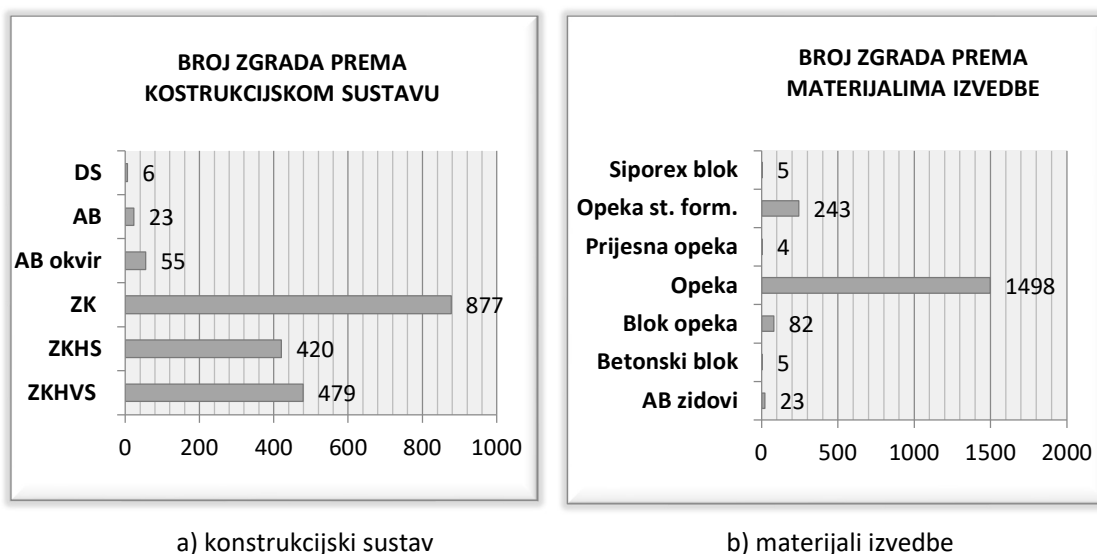 BROJ ZGRADA PREMA
KOSTRUKCIJSKOM SUSTAVU
DS 6
AB 23
AB okvir 55
ZK 877
ZKHS 420
ZKHVS 479
0 200 400 600 800 1000
a) konstrukcijski sustav
BROJ ZGRADA PREMA
MATERIJALIMA IZVEDBE
Siporex blok 5
Opeka st. form. 243
Prijesna opeka 4
Opeka 1498
Blok opeka 82
Betonski blok 5
AB zidovi 23
0 500 1000 1500 2000
b) materijali izvedbe